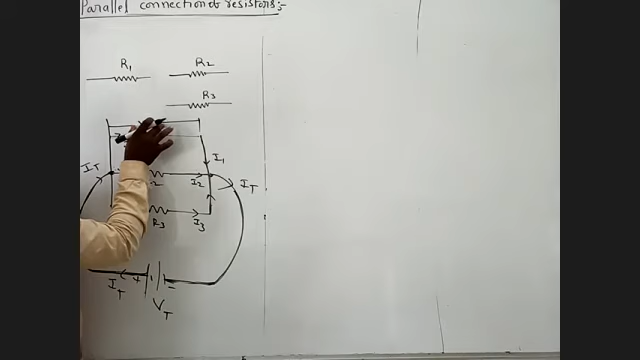 Parallel connection of resistors:-
R1 R2
R3
I1
IT I2 IT
R3 I3
IT + -
VT